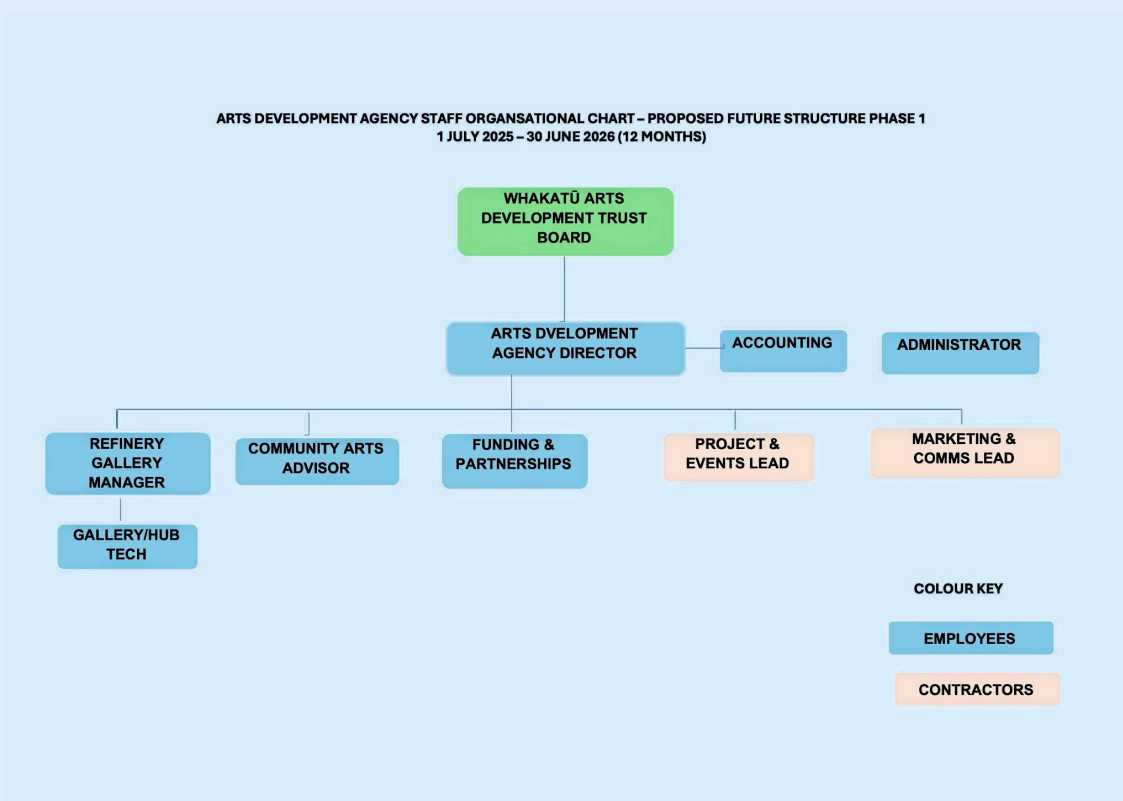 ARTS DEVELOPMENT AGENCY STAFF ORGANSATIONAL CHART – PROPOSED FUTURE STRUCTURE PHASE 1
1 JULY 2025 – 30 JUNE 2026 (12 MONTHS)
WHAKATŪ ARTS
DEVELOPMENT TRUST
BOARD
ARTS DVELOPMENT
AGENCY DIRECTOR
ACCOUNTING
ADMINISTRATOR
REFINERY
GALLERY
MANAGER
COMMUNITY ARTS
ADVISOR
FUNDING &
PARTNERSHIPS
PROJECT &
EVENTS LEAD
MARKETING &
COMMS LEAD
GALLERY/HUB
TECH
COLOUR KEY
EMPLOYEES
CONTRACTORS